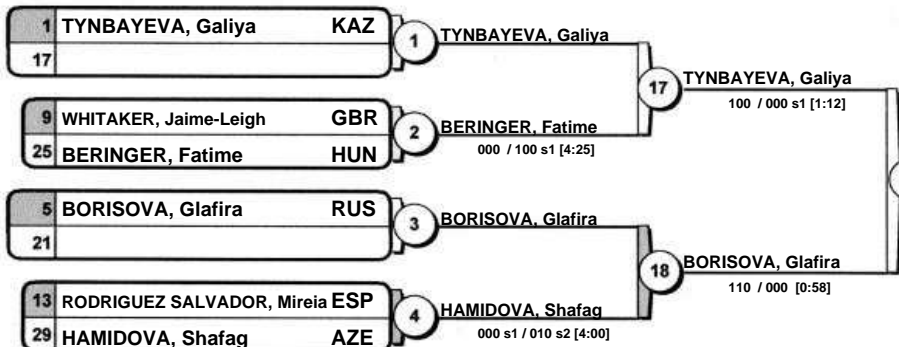 1 TYNBAYEVA, Galiya KAZ
17
1
TYNBAYEVA, Galiya
9 WHITAKER, Jaime-Leigh GBR
25 BERINGER, Fatime HUN
2
BERINGER, Fatime
000 / 100 s1 [4:25]
17
TYNBAYEVA, Galiya
100 / 000 s1 [1:12]
5 BORISOVA, Glafira RUS
21
3
BORISOVA, Glafira
13 RODRIGUEZ SALVADOR, Mireia ESP
29 HAMIDOVA, Shafag AZE
4
HAMIDOVA, Shafag
000 s1 / 010 s2 [4:00]
18
BORISOVA, Glafira
110 / 000 [0:58]